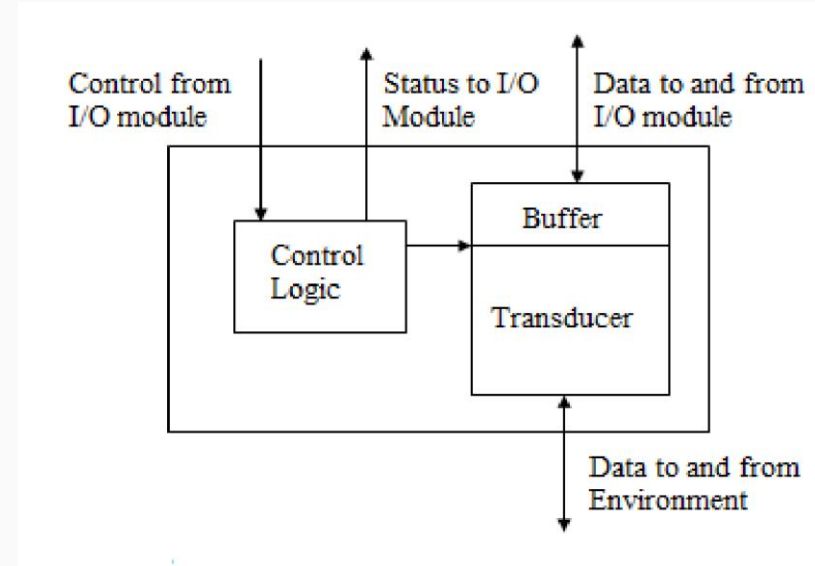 Control from
I/O module
Status to I/O
Module
Data to and from
I/O module
Buffer
Control
Logic
Transducer
Data to and from
Environment